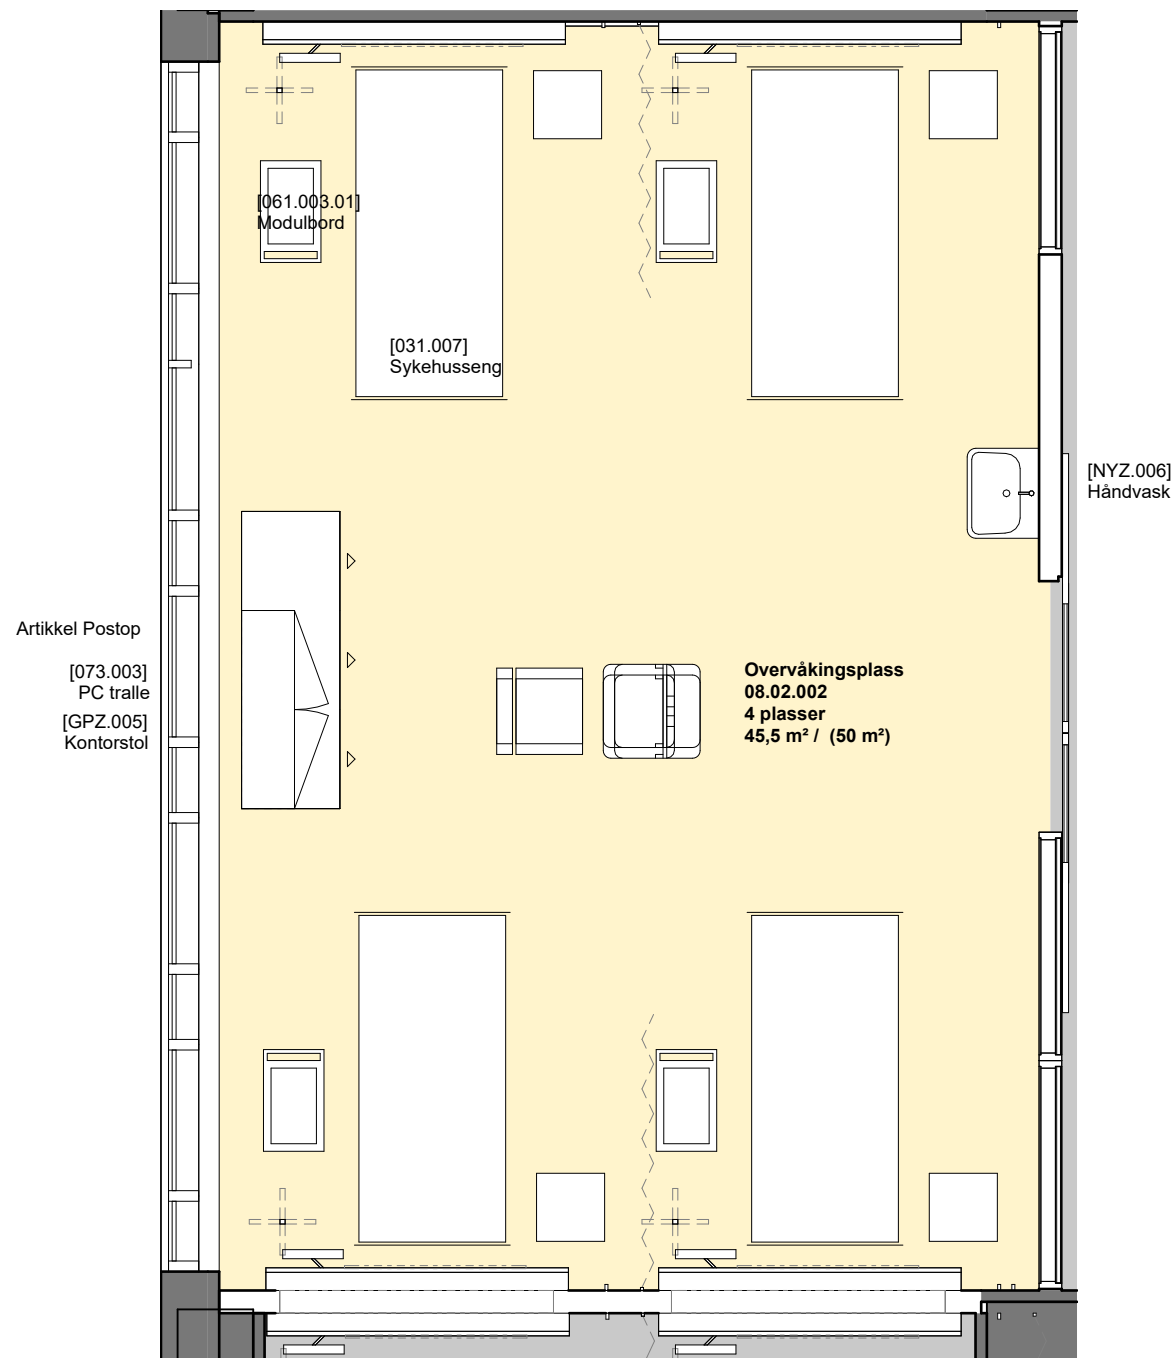 [061.003.01]
Modulbord
[031.007]
Sykehusseng
[NYZ.006]
Håndvask
Artikkel Postop
[073.003]
PC tralle
[GPZ.005]
Kontorstol
Overvåkingsplass
08.02.002
4 plasser
45,5 m² / (50 m²)